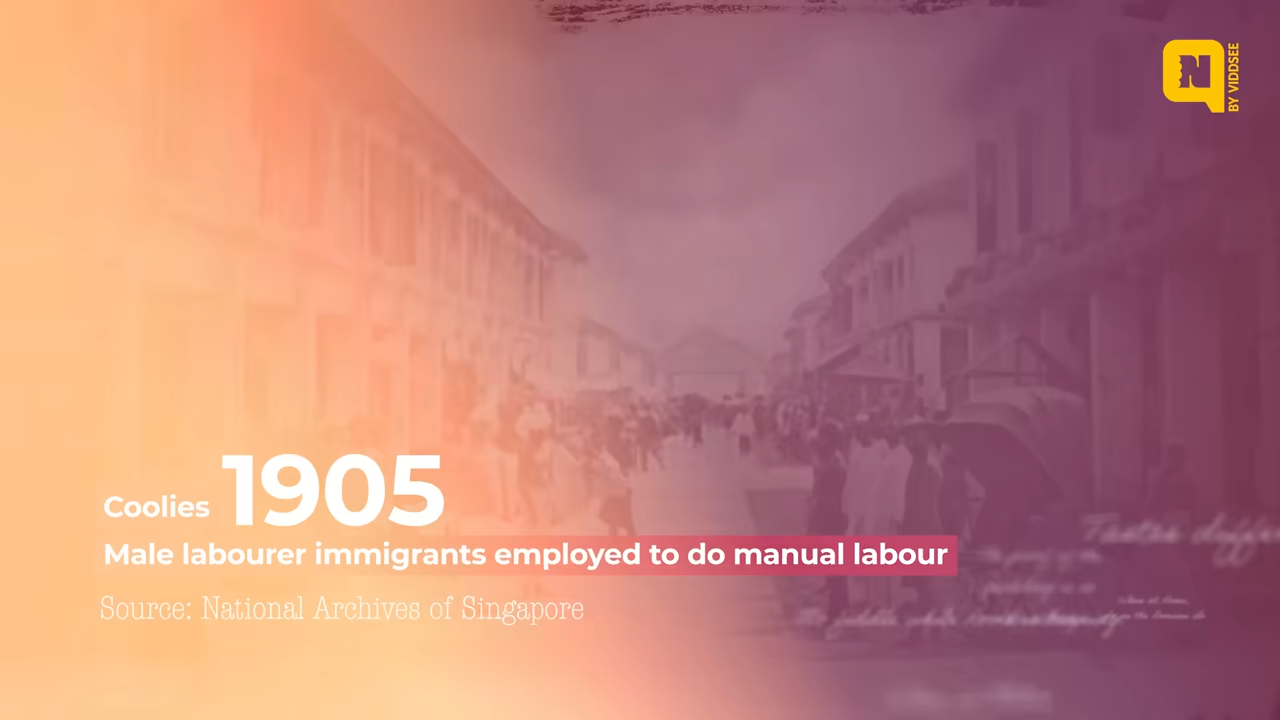 N
BY VIDDSEE
Coolies 1905
Male labourer immigrants employed to do manual labour
Source: National Archives of Singapore